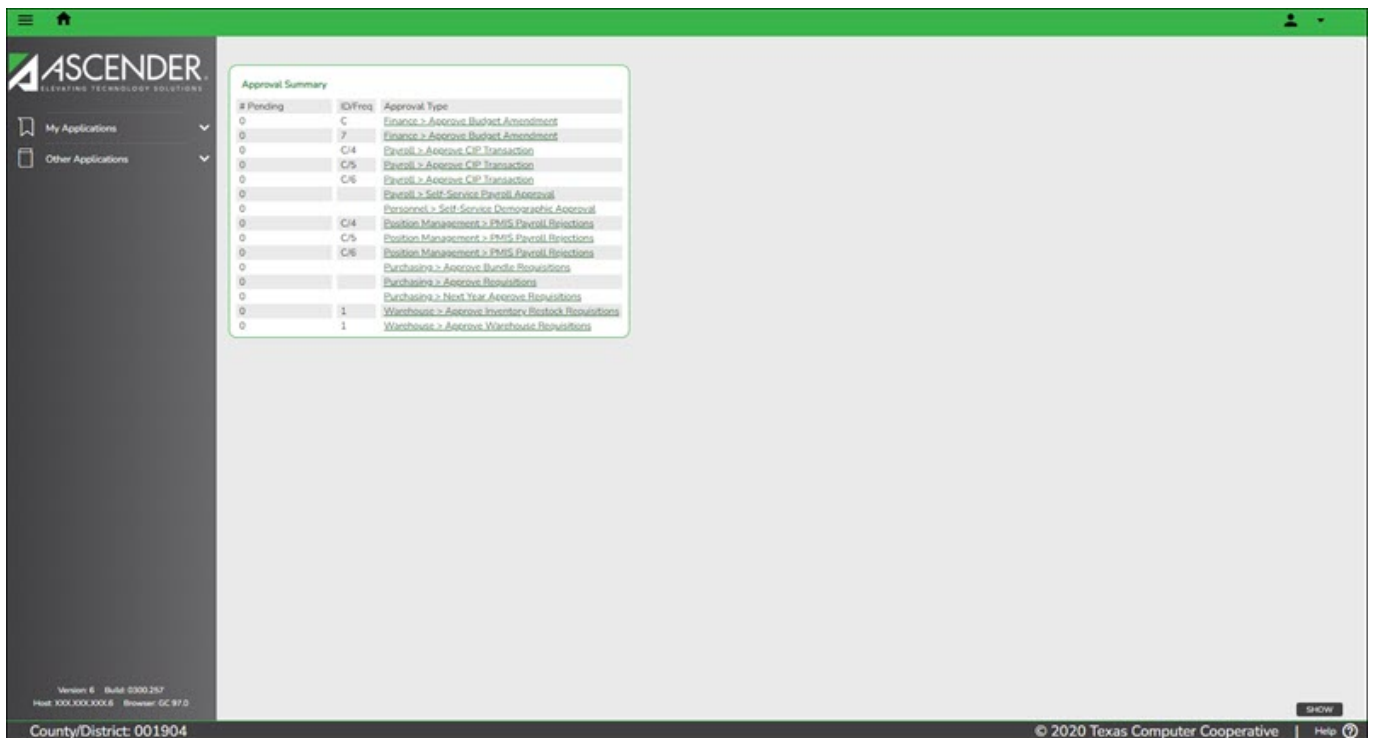 ASCENDER
ELEVATING TECHNOLOGY SOLUTIONS
My Applications
Other Applications
Approval Summary
# Pending ID/Freq Approval Type
0 C Finance > Approve Budget Amendment
0 7 Finance > Approve Budget Amendment
0 C/4 Payroll > Approve CIP Transaction
0 C/5 Payroll > Approve CIP Transaction
0 C/6 Payroll > Approve CIP Transaction
0 Payroll > Self-Service Payroll Approval
0 Personnel > Self-Service Demographic Approval
0 C/4 Position Management > PMIS Payroll Rejections
0 C/5 Position Management > PMIS Payroll Rejections
0 C/6 Position Management > PMIS Payroll Rejections
0 Purchasing > Approve Bundle Requisitions
0 Purchasing > Approve Requisitions
0 Purchasing > Next Year Approve Requisitions
0 1 Warehouse > Approve Inventory Restock Requisitions
0 1 Warehouse > Approve Warehouse Requisitions
Version: 6 Build: 0300.257
Host: XXX.XXX.XXX.6 Browser: GC 97.0
SHOW
County/District: 001904 © 2020 Texas Computer Cooperative | Help ?